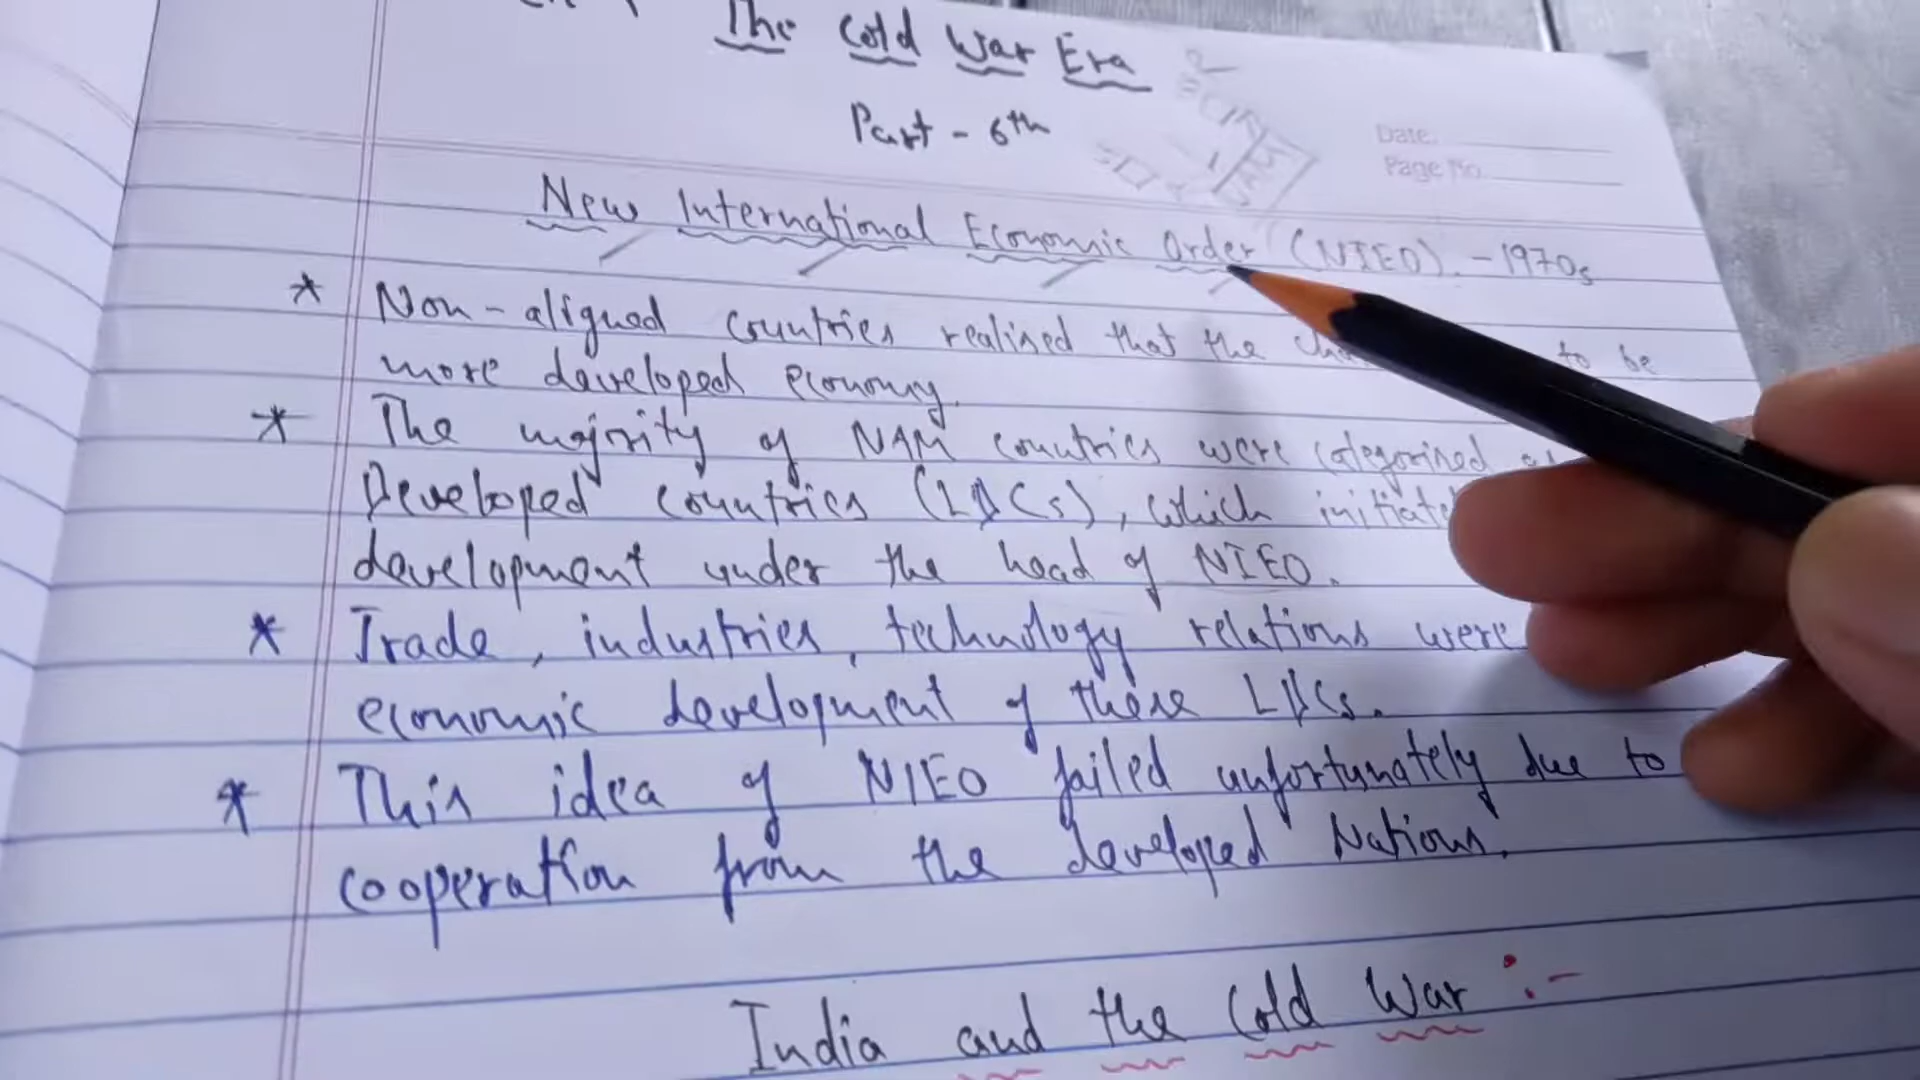 The Cold War Era
Part - 6th
Date.
Page No.
New International Economic Order (NIEO). - 1970s
* Non-aligned countries realised that the to be
more developed economy.
* The majority of NAM countries were categorised
Developed countries (LDCs), which
development under the head of NIEO.
* Trade, industries, technology relations were
economic development of these LDCs.
* This idea of NIEO failed unfortunately due to
cooperation from the developed Nations.
India and the Cold War :-